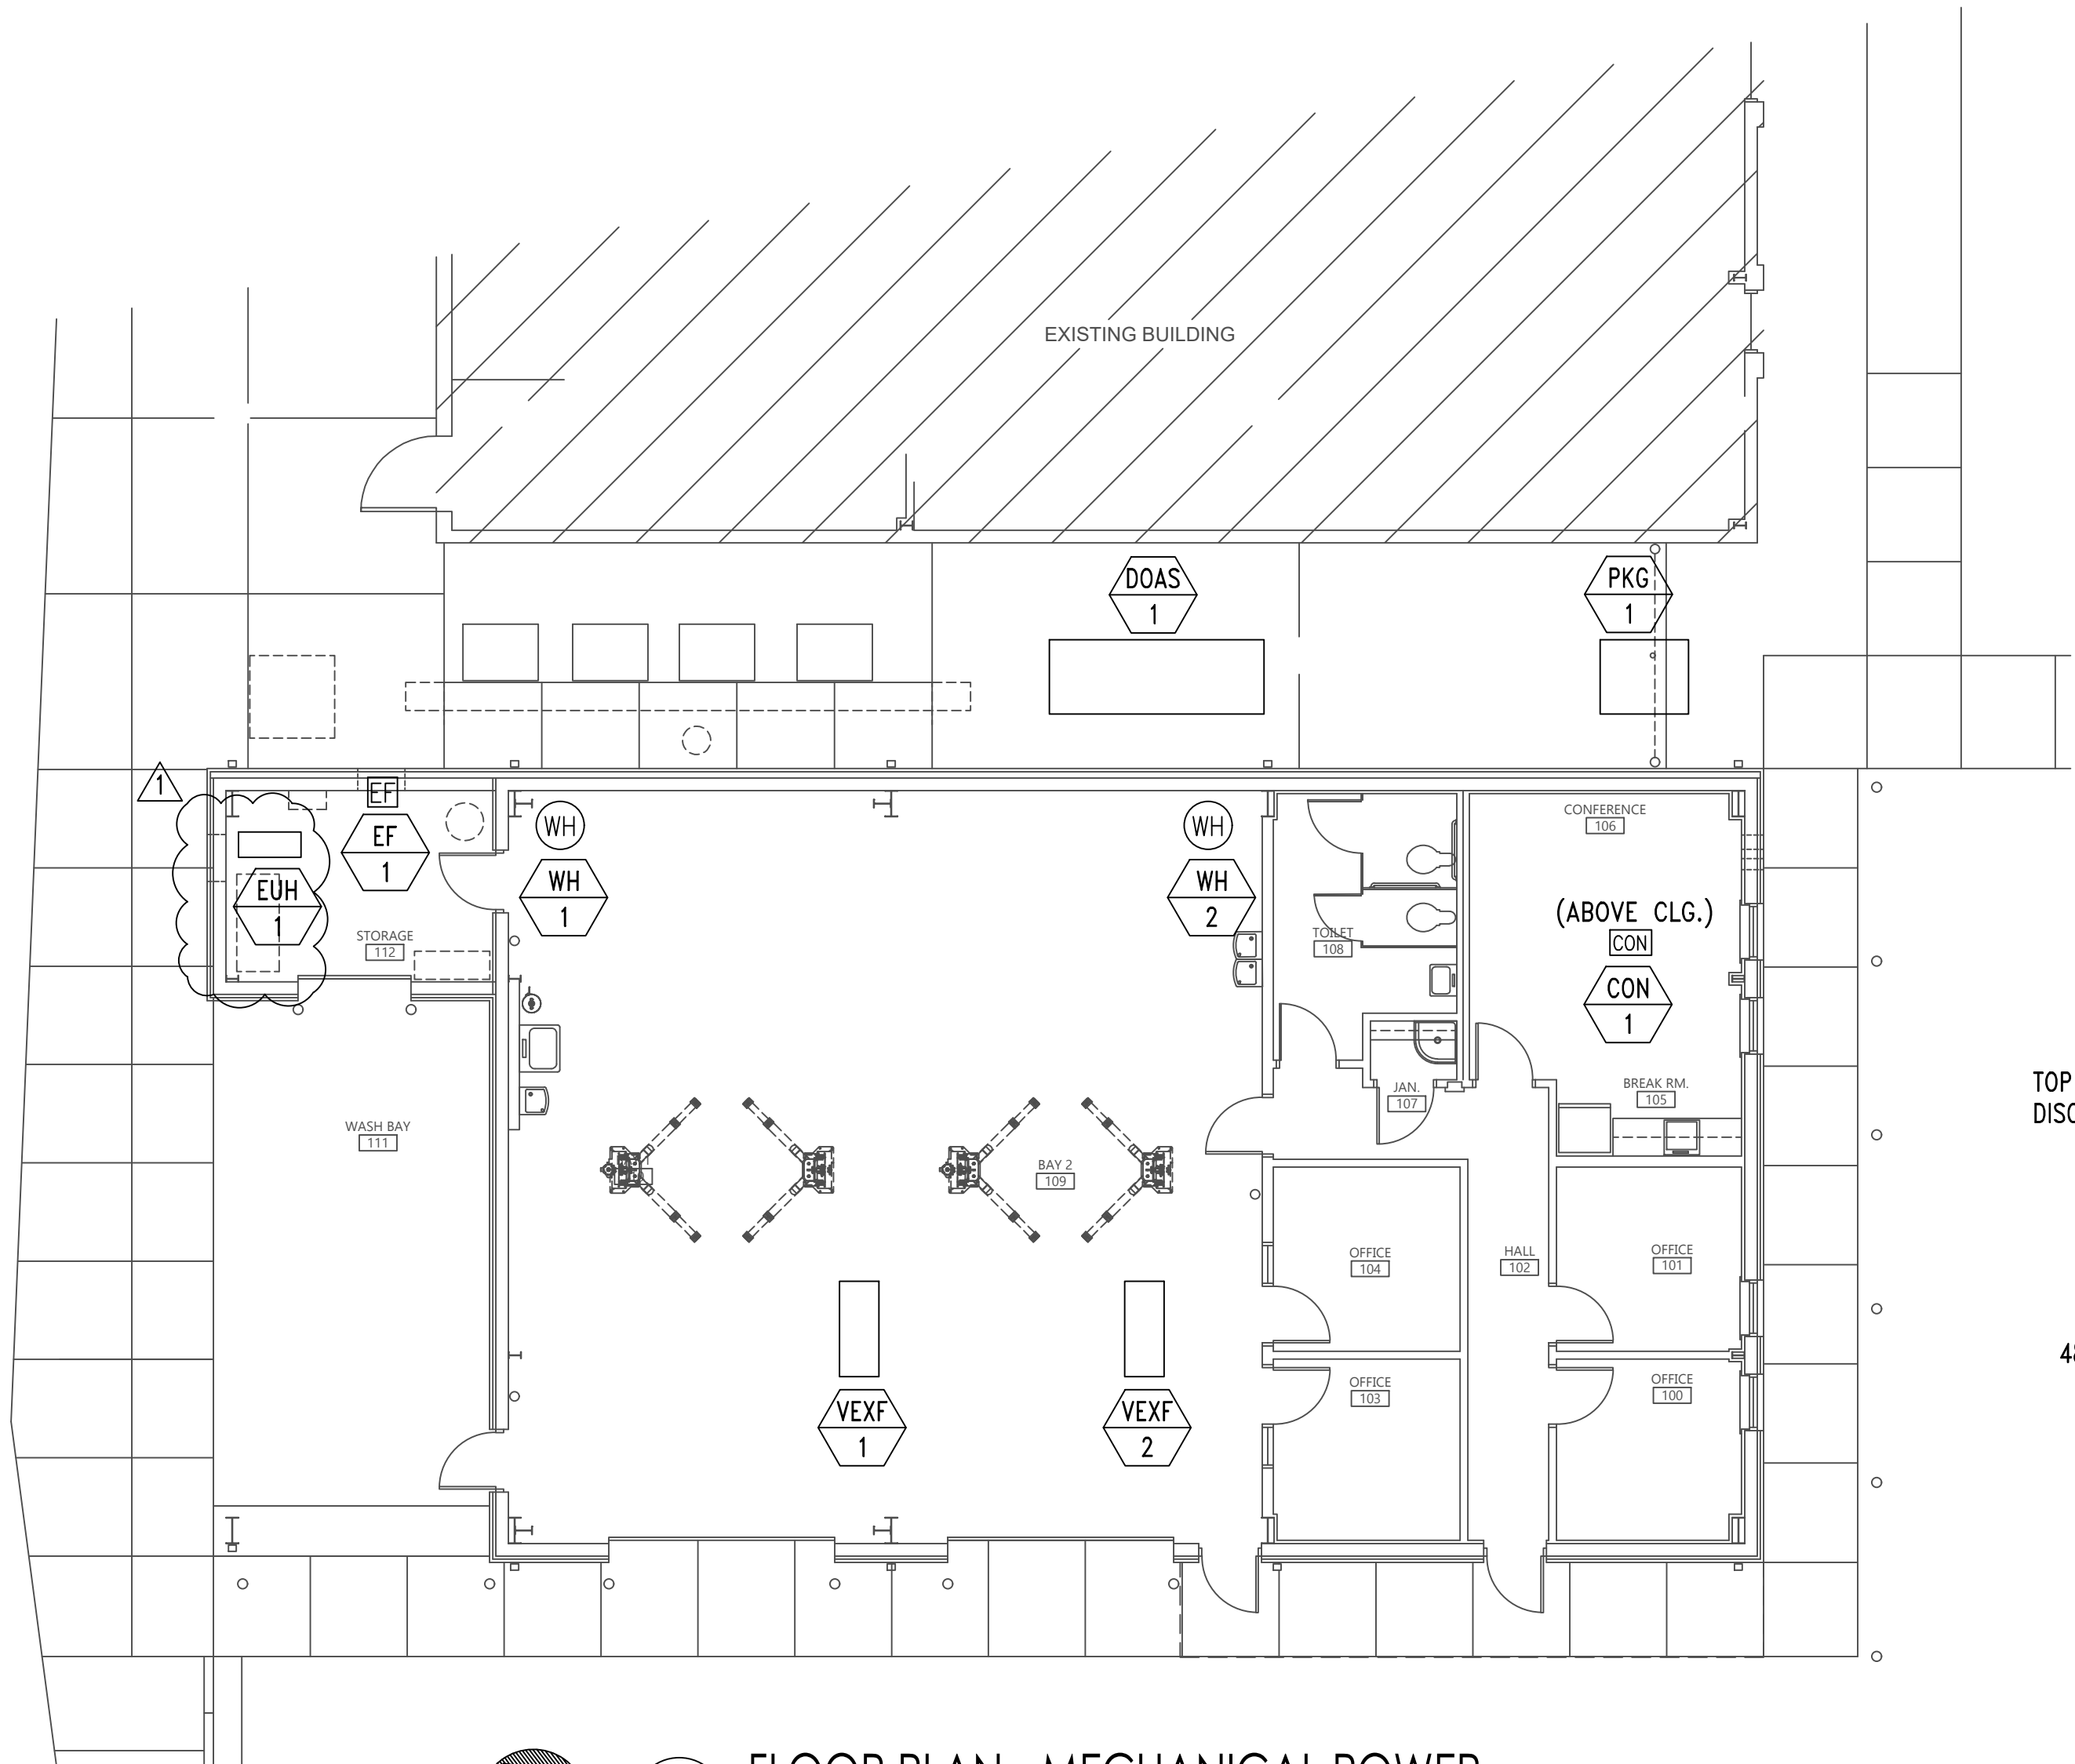 EXISTING BUILDING
DOAS
1
PKG
1
1
EF
EF
1
EUH
1
STORAGE
112
WH
WH
1
WH
WH
2
TOILET
108
CONFERENCE
106
(ABOVE CLG.)
CON
CON
1
BREAK RM.
105
JAN.
107
TOP
DISC
WASH BAY
111
BAY 2
109
OFFICE
104
HALL
102
OFFICE
101
48
OFFICE
103
OFFICE
100
VEXF
1
VEXF
2
FLOOR PLAN - MECHANICAL POWER